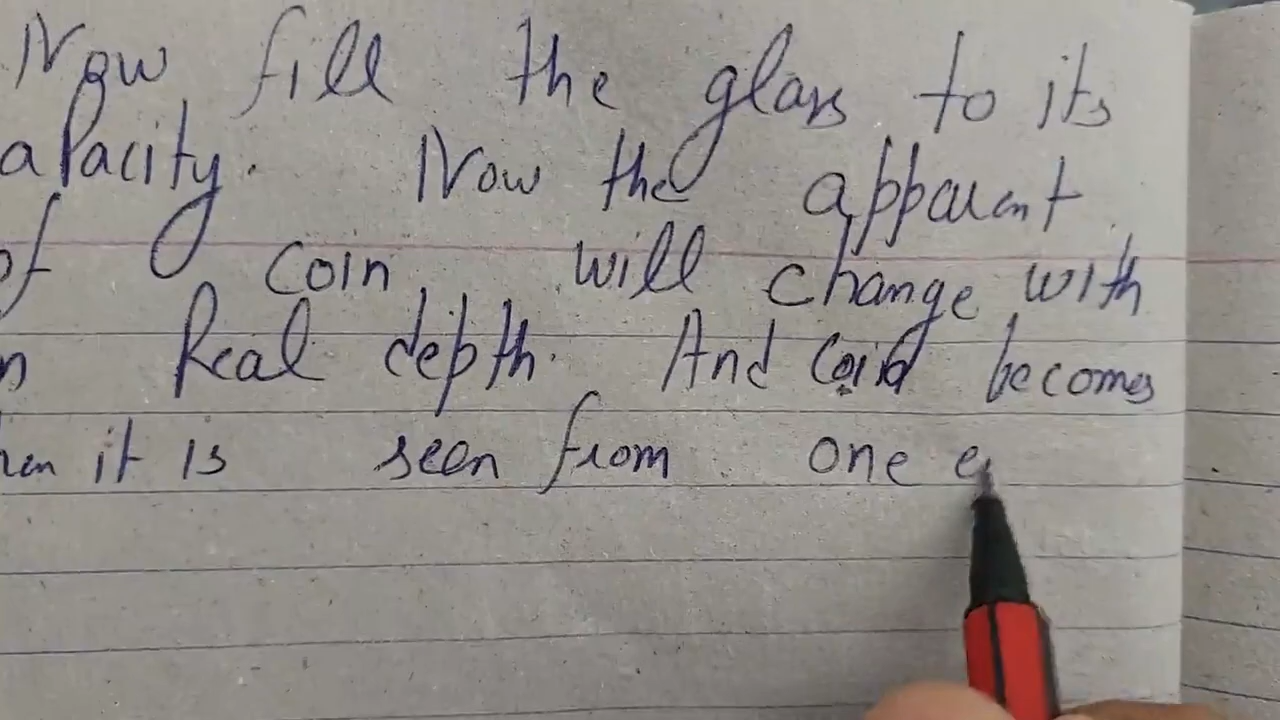 Now fill the glass to its
apacity. Now the apparent
of coin will change with
n Real depth. And Coin becomes
hen it is seen from one e